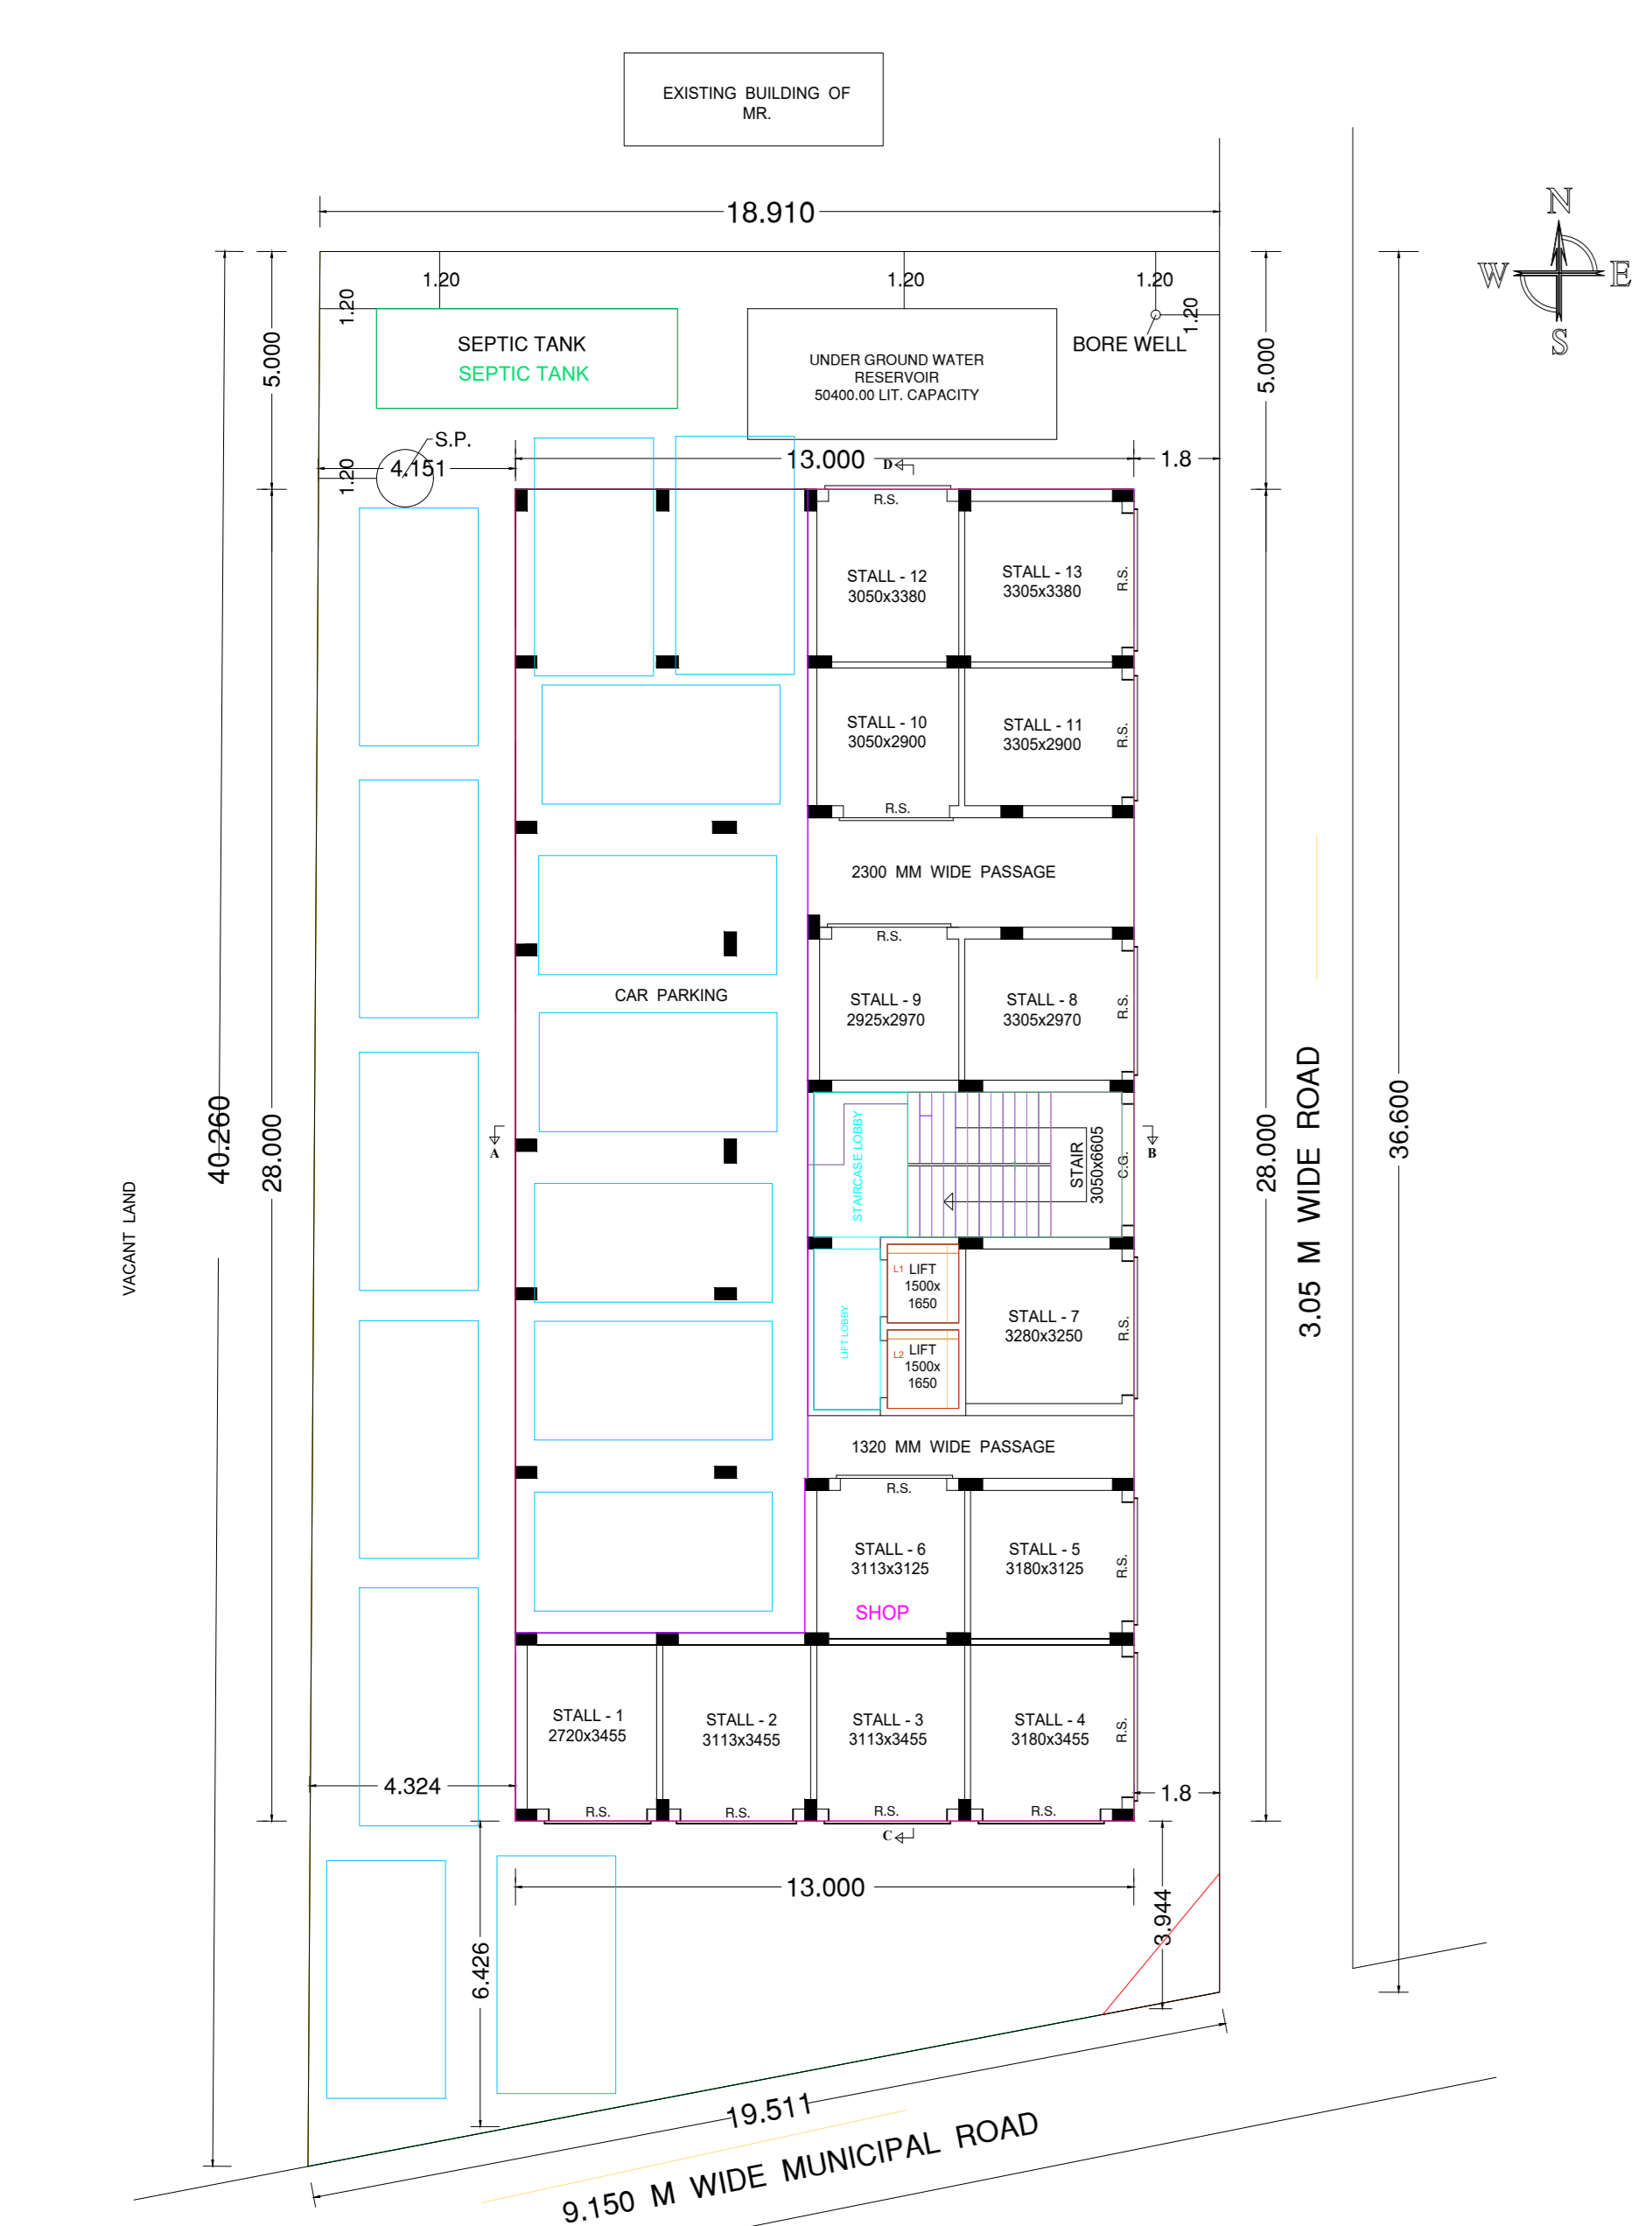 EXISTING BUILDING OF
MR.
N
W
E
S
18.910
1.20
1.20
1.20
1.20
1.20
5.000
5.000
SEPTIC TANK
SEPTIC TANK
UNDER GROUND WATER
RESERVOIR
50400.00 LIT. CAPACITY
BORE WELL
S.P.
1.20
4.151
13.000
D
1.8
R.S.
STALL - 12
3050x3380
STALL - 13
3305x3380
R.S.
STALL - 10
3050x2900
STALL - 11
3305x2900
R.S.
R.S.
2300 MM WIDE PASSAGE
R.S.
STALL - 9
2925x2970
STALL - 8
3305x2970
R.S.
CAR PARKING
40.260
28.000
VACANT LAND
A
STAIRCASE LOBBY
STAIR
3050x6605
C.G.
B
28.000
3.05 M WIDE ROAD
36.600
LIFT LOBBY
L1 LIFT
1500x
1650
L2 LIFT
1500x
1650
STALL - 7
3280x3250
R.S.
1320 MM WIDE PASSAGE
R.S.
STALL - 6
3113x3125
STALL - 5
3180x3125
R.S.
SHOP
STALL - 1
2720x3455
STALL - 2
3113x3455
STALL - 3
3113x3455
STALL - 4
3180x3455
R.S.
4.324
1.8
R.S.
R.S.
R.S.
R.S.
C
13.000
6.426
3.944
19.511
9.150 M WIDE MUNICIPAL ROAD